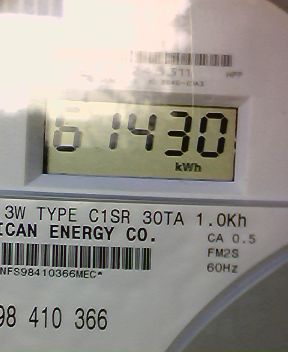 61430
kWh
3W TYPE C1SR 30TA 1.0Kh
ICAN ENERGY CO.
CA 0.5
FM2S
NFS98410366MEC*
60Hz
98 410 366